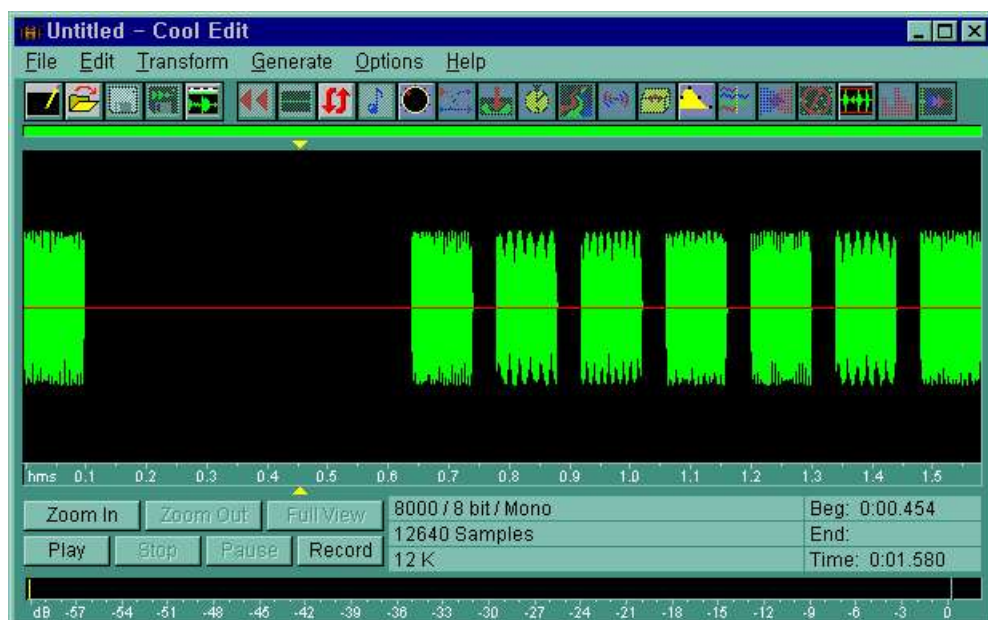 Untitled – Cool Edit
File Edit Transform Generate Options Help
hms 0.1 0.2 0.3 0.4 0.5 0.6 0.7 0.8 0.9 1.0 1.1 1.2 1.3 1.4 1.5
Zoom In Zoom Out Full View 8000 / 8 bit / Mono Beg: 0:00.454
12640 Samples End:
Play Stop Pause Record 12 K Time: 0:01.580
dB -57 -54 -51 -48 -45 -42 -39 -36 -33 -30 -27 -24 -21 -18 -15 -12 -9 -6 -3 0